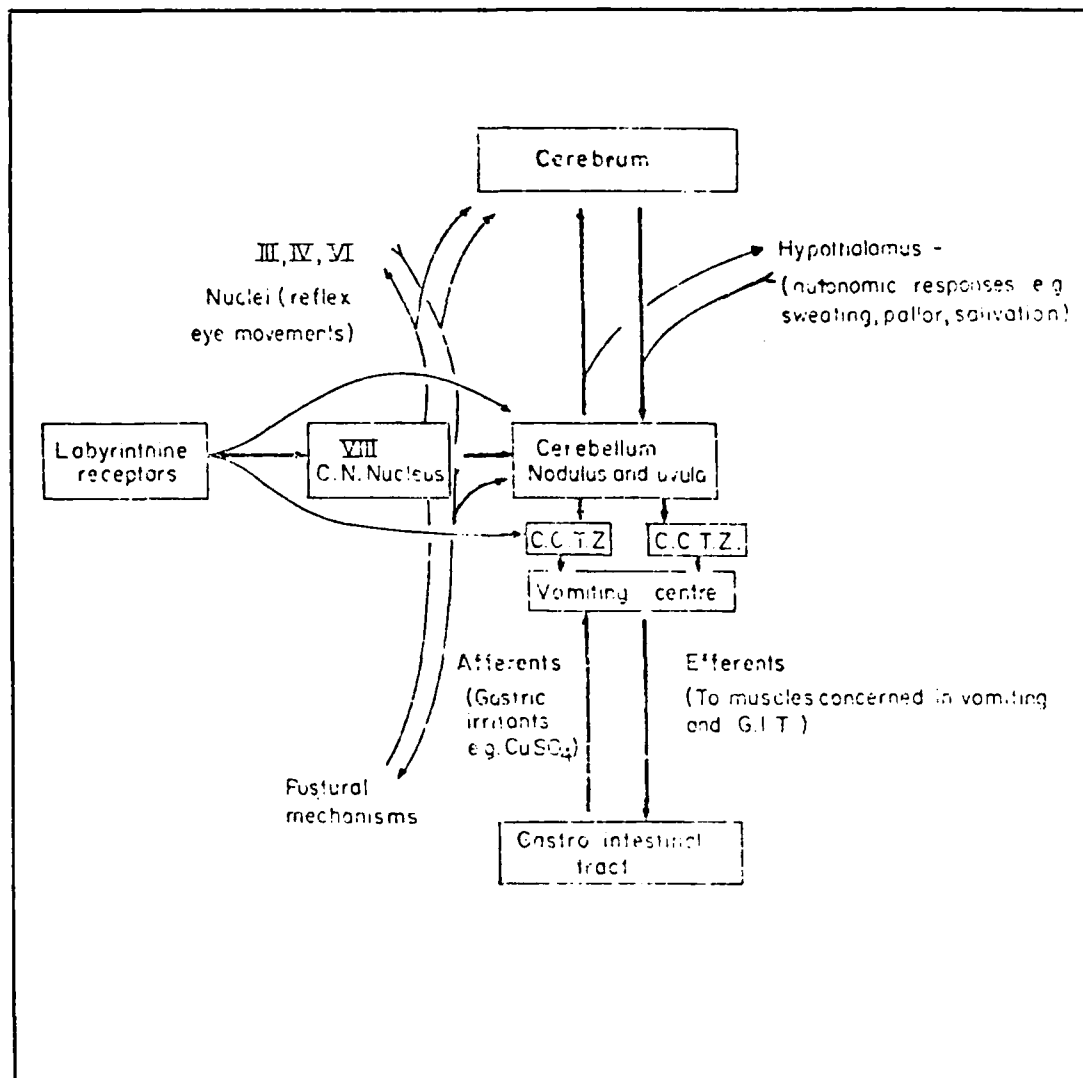 Cerebrum
III, IV, VI
Nuclei (reflex
eye movements)
Hypothalamus -
(autonomic responses e.g
sweating, pallor, salivation)
Labyrinthine
receptors
VIII
C.N. Nucleus
Cerebellum
Nodulus and uvula
C.C.T.Z
C.C.T.Z.
Vomiting centre
Afferents
(Gastric
irritants
e.g. CuSO4)
Efferents
(To muscles concerned in vomiting
and G.I.T)
Postural
mechanisms
Gastro intestinal
tract